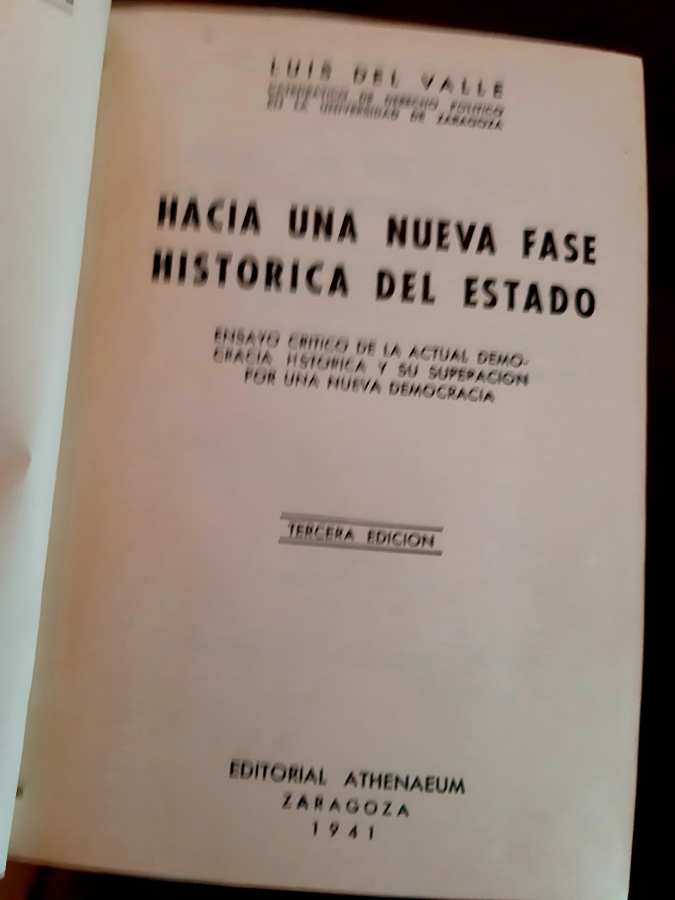 LUIS DEL VALLE
CATEDRATICO DE DERECHO POLITICO
EN LA UNIVERSIDAD DE ZARAGOZA
HACIA UNA NUEVA FASE
HISTORICA DEL ESTADO
ENSAYO CRITICO DE LA ACTUAL DEMO-
CRACIA HISTORICA Y SU SUPERACION
POR UNA NUEVA DEMOCRACIA
TERCERA EDICION
EDITORIAL ATHENAEUM
ZARAGOZA
1941